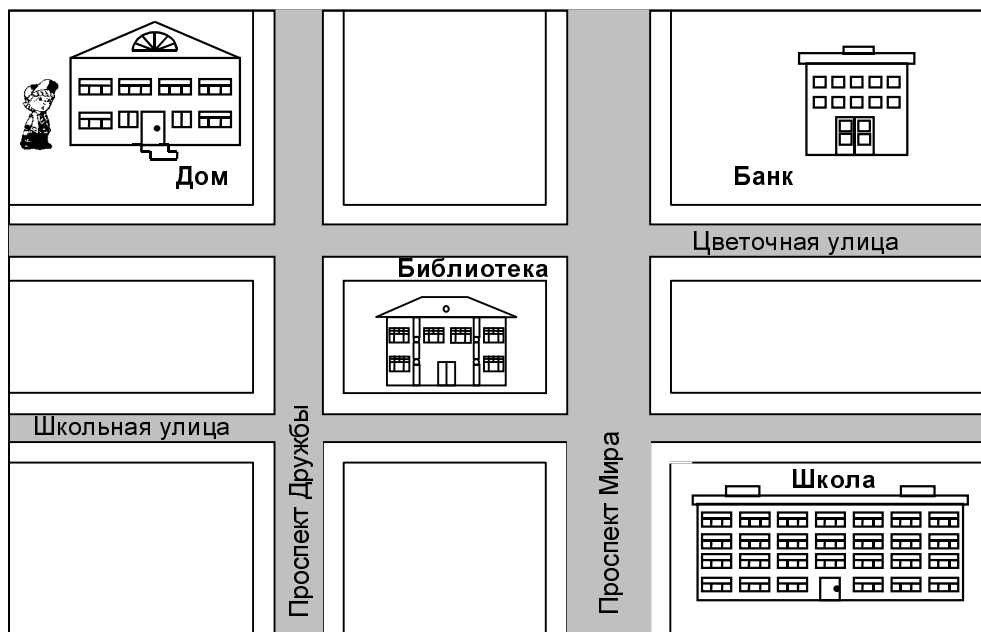 Дом
Банк
Цветочная улица
Библиотека
Школьная улица
Проспект Дружбы
Проспект Мира
Школа